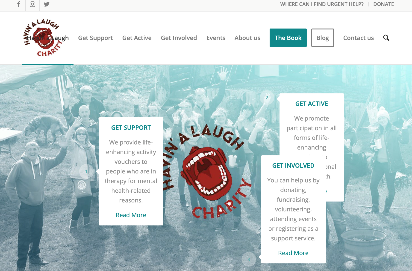 WHERE CAN I FIND URGENT HELP? | DONATE
HAVIN' A LAUGH
CHARITY
Get Support
Get Active
Get Involved
Events
About us
The Book
Blog
Contact us
GET SUPPORT
We provide life-
enhancing activity
vouchers to
people who are in
therapy for mental
health related
reasons
Read More
HAVIN' A LAUGH
CHARITY
GET ACTIVE
We promote
participation in all
forms of life-
enhancing
GET INVOLVED
You can help us by
donating,
fundraising,
volunteering
attending events
or registering as a
support service
Read More